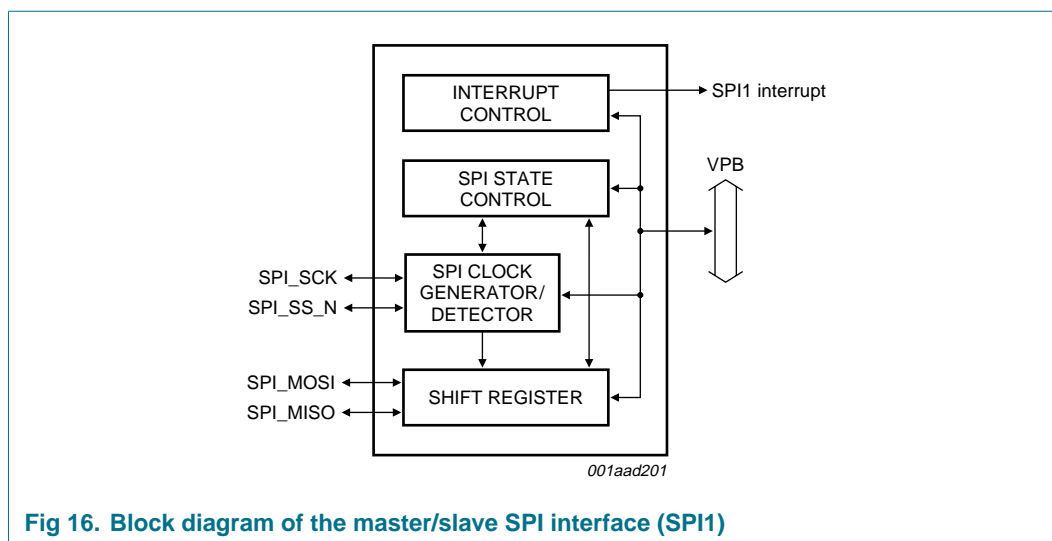 INTERRUPT
CONTROL
SPI1 interrupt
VPB
SPI STATE
CONTROL
SPI_SCK
SPI_SS_N
SPI CLOCK
GENERATOR/
DETECTOR
SPI_MOSI
SPI_MISO
SHIFT REGISTER
001aad201
Fig 16. Block diagram of the master/slave SPI interface (SPI1)